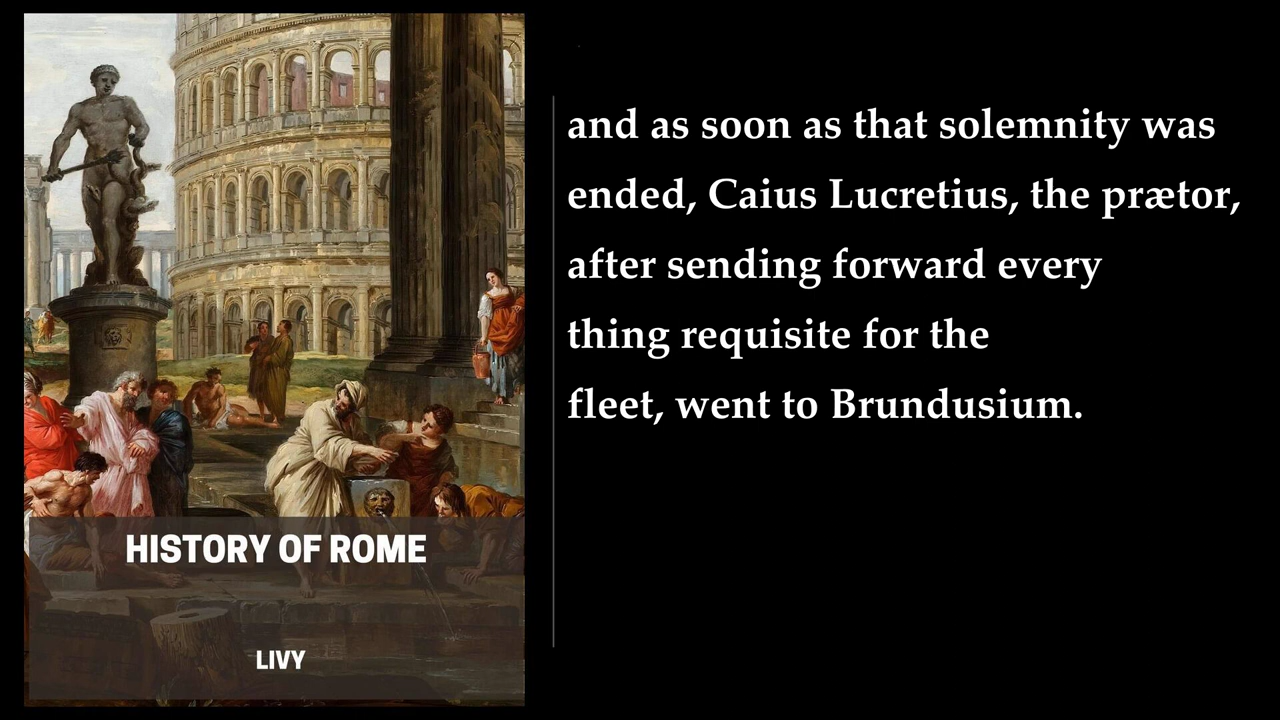 HISTORY OF ROME
LIVY
and as soon as that solemnity was
ended, Caius Lucretius, the prætor,
after sending forward every
thing requisite for the
fleet, went to Brundusium.